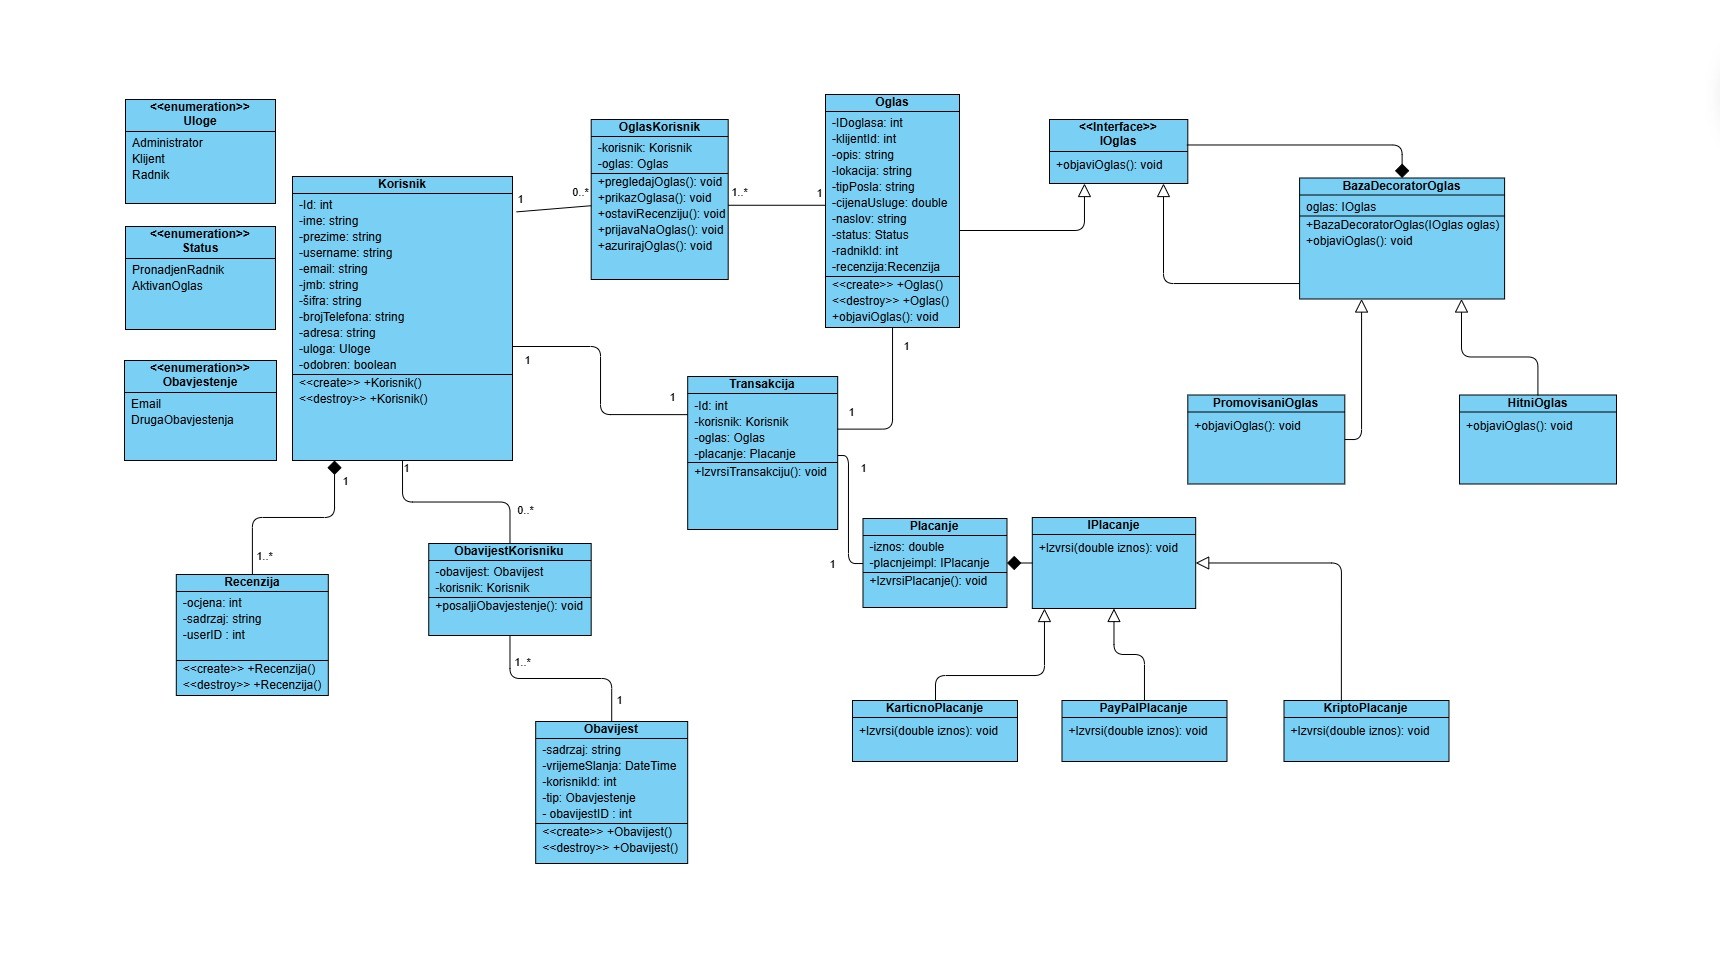 <<enumeration>>
Uloge
Administrator
Klijent
Radnik
<<enumeration>>
Status
PronadjenRadnik
AktivanOglas
<<enumeration>>
Obavjestenje
Email
DrugaObavjestenja
Korisnik
-Id: int
-ime: string
-prezime: string
-username: string
-email: string
-jmb: string
-šifra: string
-brojTelefona: string
-adresa: string
-uloga: Uloge
-odobren: boolean
<<create>> +Korisnik()
<<destroy>> +Korisnik()
1
0..*
OglasKorisnik
-korisnik: Korisnik
-oglas: Oglas
+pregledajOglas(): void
+prikazOglasa(): void
+ostaviRecenziju(): void
+prijavaNaOglas(): void
+azurirajOglas(): void
1..*
1
Oglas
-IDoglasa: int
-klijentId: int
-opis: string
-lokacija: string
-tipPosla: string
-cijenaUsluge: double
-naslov: string
-status: Status
-radnikId: int
-recenzija:Recenzija
<<create>> +Oglas()
<<destroy>> +Oglas()
+objaviOglas(): void
1
<<Interface>>
IOglas
+objaviOglas(): void
BazaDecoratorOglas
oglas: IOglas
+BazaDecoratorOglas(IOglas oglas)
+objaviOglas(): void
PromovisaniOglas
+objaviOglas(): void
HitniOglas
+objaviOglas(): void
1
1
Transakcija
-Id: int
-korisnik: Korisnik
-oglas: Oglas
-placanje: Placanje
+IzvrsiTransakciju(): void
1
1
1
Placanje
-iznos: double
-placnjeimpl: IPlacanje
+IzvrsiPlacanje(): void
IPlacanje
+Izvrsi(double iznos): void
KarticnoPlacanje
+Izvrsi(double iznos): void
PayPalPlacanje
+Izvrsi(double iznos): void
KriptoPlacanje
+Izvrsi(double iznos): void
1
1..*
Recenzija
-ocjena: int
-sadrzaj: string
-userID : int
<<create>> +Recenzija()
<<destroy>> +Recenzija()
1
0..*
ObavijestKorisniku
-obavijest: Obavijest
-korisnik: Korisnik
+posaljiObavjestenje(): void
1..*
1
Obavijest
-sadrzaj: string
-vrijemeSlanja: DateTime
-korisnikId: int
-tip: Obavjestenje
- obavijestID : int
<<create>> +Obavijest()
<<destroy>> +Obavijest()